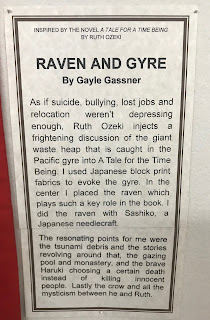 INSPIRED BY THE NOVEL A TALE FOR A TIME BEING
BY RUTH OZEKI
RAVEN AND GYRE
By Gayle Gassner
As if suicide, bullying, lost jobs and
relocation weren't depressing
enough, Ruth Ozeki injects a
frightening discussion of the giant
waste heap that is caught in the
Pacific gyre into A Tale for the Time
Being. I used Japanese block print
fabrics to evoke the gyre. In the
center I placed the raven which
plays such a key role in the book. I
did the raven with Sashiko, a
Japanese needlecraft.
The resonating points for me were
the tsunami debris and the stories
revolving around that, the gazing
pool and monastery, and the brave
Haruki choosing a certain death
instead of killing innocent
people. Lastly the crow and all the
mysticism between he and Ruth.